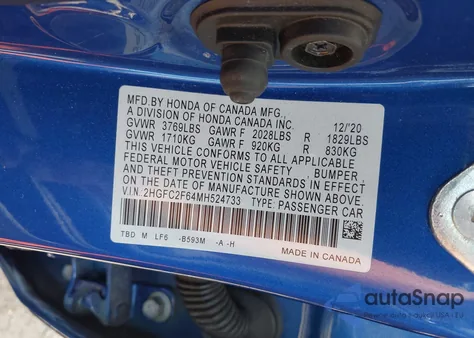 MFD.BY HONDA OF CANADA MFG.,
A DIVISION OF HONDA CANADA INC. 12/'20
GVWR 3769LBS GAWR F 2028LBS R 1829LBS
GVWR 1710KG GAWR F 920KG R 830KG
THIS VEHICLE CONFORMS TO ALL APPLICABLE
FEDERAL MOTOR VEHICLE SAFETY , BUMPER ,
AND THEFT PREVENTION STANDARDS IN EFFECT
ON THE DATE OF MANUFACTURE SHOWN ABOVE.
V.I.N: 2HGFC2F64MH524733 TYPE: PASSENGER CAR
TBD M LF6 -B593M -A -H
MADE IN CANADA
autoSnap